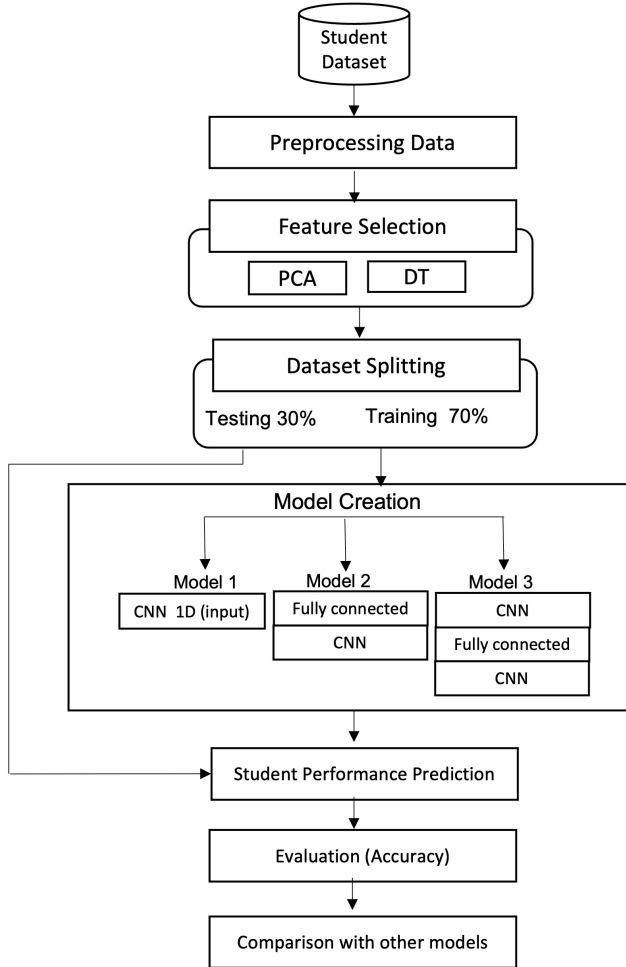 Student
Dataset
Preprocessing Data
Feature Selection
PCA
DT
Dataset Splitting
Testing 30%
Training 70%
Model Creation
Model 1
CNN 1D (input)
Model 2
Fully connected
CNN
Model 3
CNN
Fully connected
CNN
Student Performance Prediction
Evaluation (Accuracy)
Comparison with other models